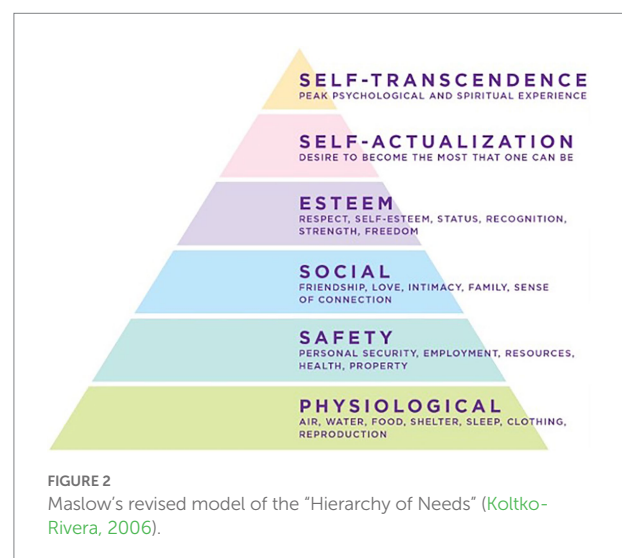 SELF-TRANSCENDENCE
PEAK PSYCHOLOGICAL AND SPIRITUAL EXPERIENCE
SELF-ACTUALIZATION
DESIRE TO BECOME THE MOST THAT ONE CAN BE
ESTEEM
RESPECT, SELF-ESTEEM, STATUS, RECOGNITION,
STRENGTH, FREEDOM
SOCIAL
FRIENDSHIP, LOVE, INTIMACY, FAMILY, SENSE
OF CONNECTION
SAFETY
PERSONAL SECURITY, EMPLOYMENT, RESOURCES,
HEALTH, PROPERTY
PHYSIOLOGICAL
AIR, WATER, FOOD, SHELTER, SLEEP, CLOTHING,
REPRODUCTION
FIGURE 2
Maslow’s revised model of the “Hierarchy of Needs” (Koltko-
Rivera, 2006).